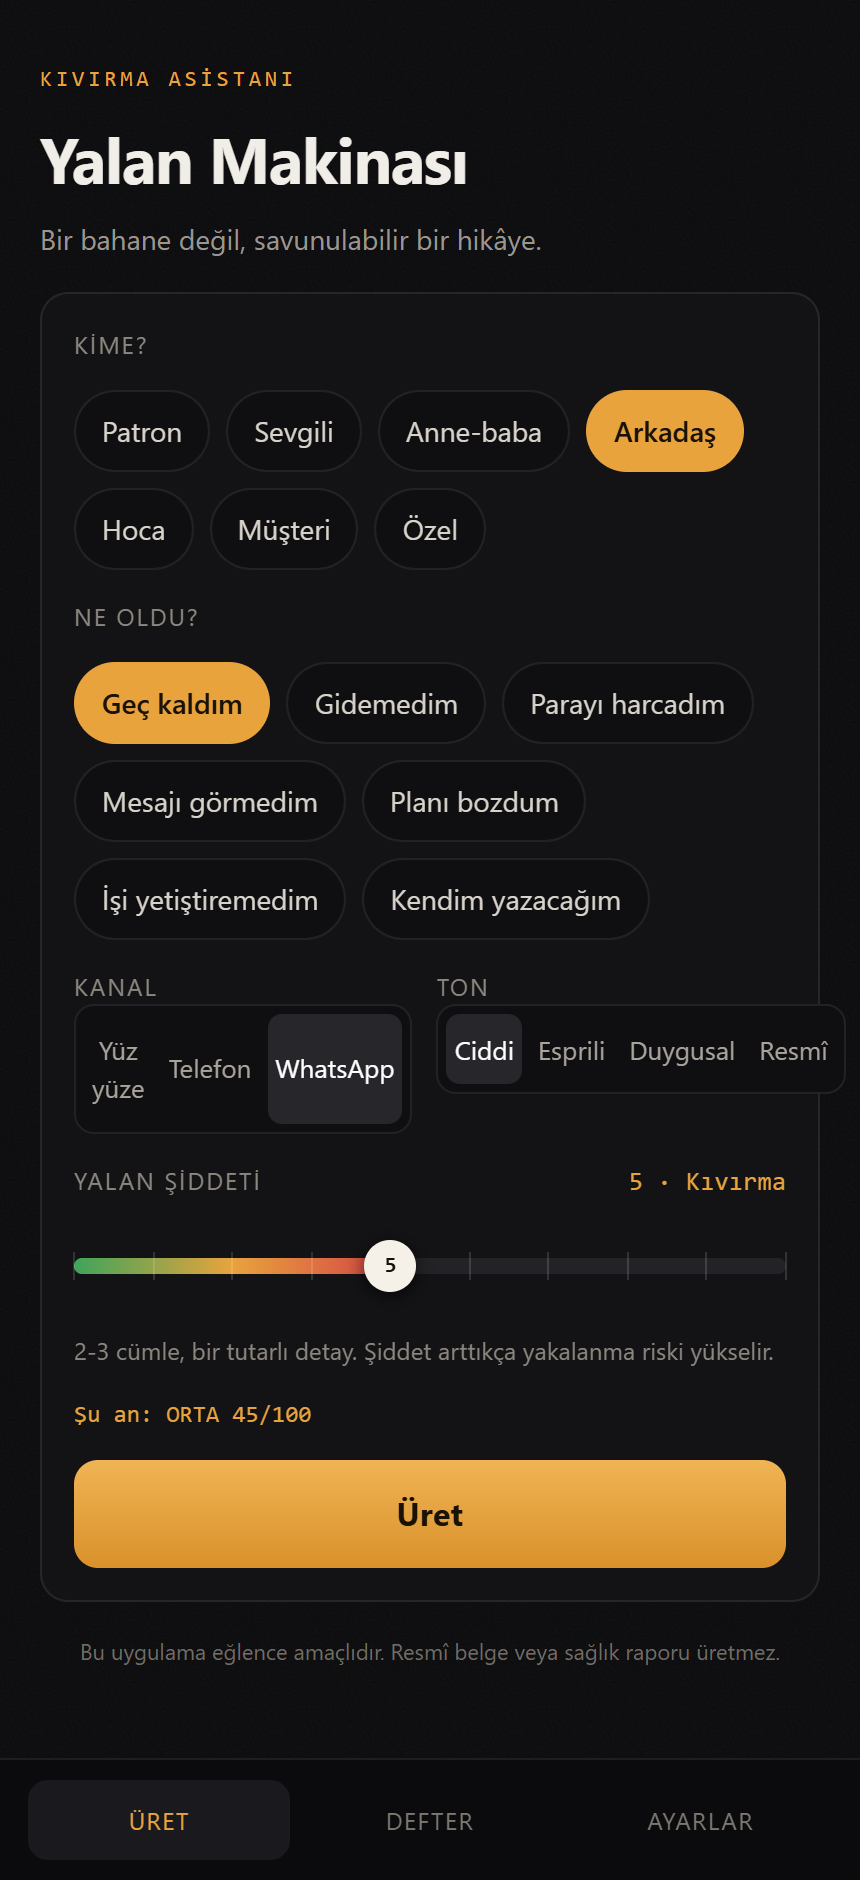 KIVIRMA ASİSTANI
Yalan Makinası
Bir bahane değil, savunulabilir bir hikâye.
KİME?
Patron Sevgili Anne-baba Arkadaş
Hoca Müşteri Özel
NE OLDU?
Geç kaldım Gidemedim Parayı harcadım
Mesajı görmedim Planı bozdum
İşi yetiştiremedim Kendim yazacağım
KANAL
Yüz
yüze
Telefon WhatsApp
TON
Ciddi Esprili Duygusal Resmî
YALAN ŞİDDETİ 5 · Kıvırma
5
2-3 cümle, bir tutarlı detay. Şiddet arttıkça yakalanma riski yükselir.
Şu an: ORTA 45/100
Üret
Bu uygulama eğlence amaçlıdır. Resmî belge veya sağlık raporu üretmez.
ÜRET DEFTER AYARLAR